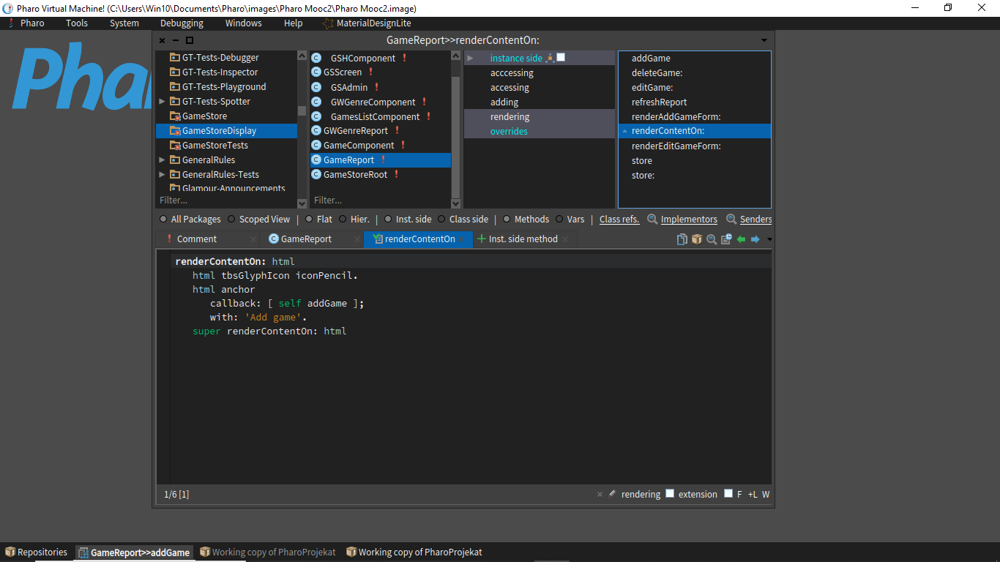 Pharo Virtual Machine! (C:\Users\Win10\Documents\Pharo\images\Pharo Mooc2\Pharo Mooc2.image)
Pharo Tools System Debugging Windows Help MaterialDesignLite
Phar
GameReport>>renderContentOn:
GT-Tests-Debugger
GT-Tests-Inspector
GT-Tests-Playground
GT-Tests-Spotter
GameStore
GameStoreDisplay
GameStoreTests
GeneralRules
GeneralRules-Tests
Glamour-Announcements
Filter...
GSHComponent
GSScreen
GSAdmin
GWGenreComponent
GamesListComponent
GWGenreReport
GameComponent
GameReport
GameStoreRoot
Filter...
instance side
acccessing
accessing
adding
rendering
overrides
addGame
deleteGame:
editGame:
refreshReport
renderAddGameForm:
renderContentOn:
renderEditGameForm:
store
store:
All Packages Scoped View | Flat Hier. | Inst. side Class side | Methods Vars | Class refs. Implementors Senders
Comment GameReport renderContentOn Inst. side method
renderContentOn: html
html tbsGlyphIcon iconPencil.
html anchor
callback: [ self addGame ];
with: 'Add game'.
super renderContentOn: html
1/6 [1] rendering extension F +L W
Repositories GameReport>>addGame Working copy of PharoProjekat Working copy of PharoProjekat